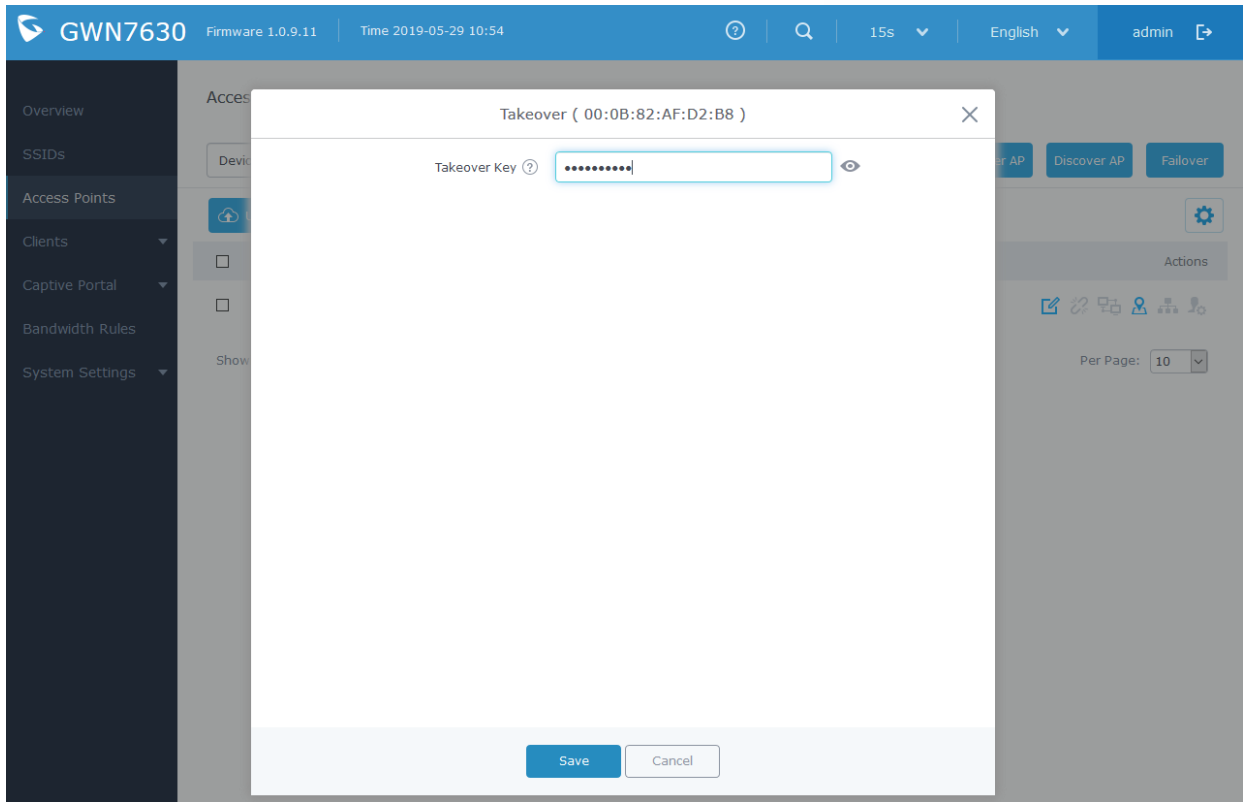 GWN7630 Firmware 1.0.9.11 Time 2019-05-29 10:54 15s English admin
Overview
SSIDs
Access Points
Clients
Captive Portal
Bandwidth Rules
System Settings
Takeover ( 00:0B:82:AF:D2:B8 )
Takeover Key ? ••••••••••
AP Discover AP Failover
Actions
Show
Per Page: 10
Save Cancel